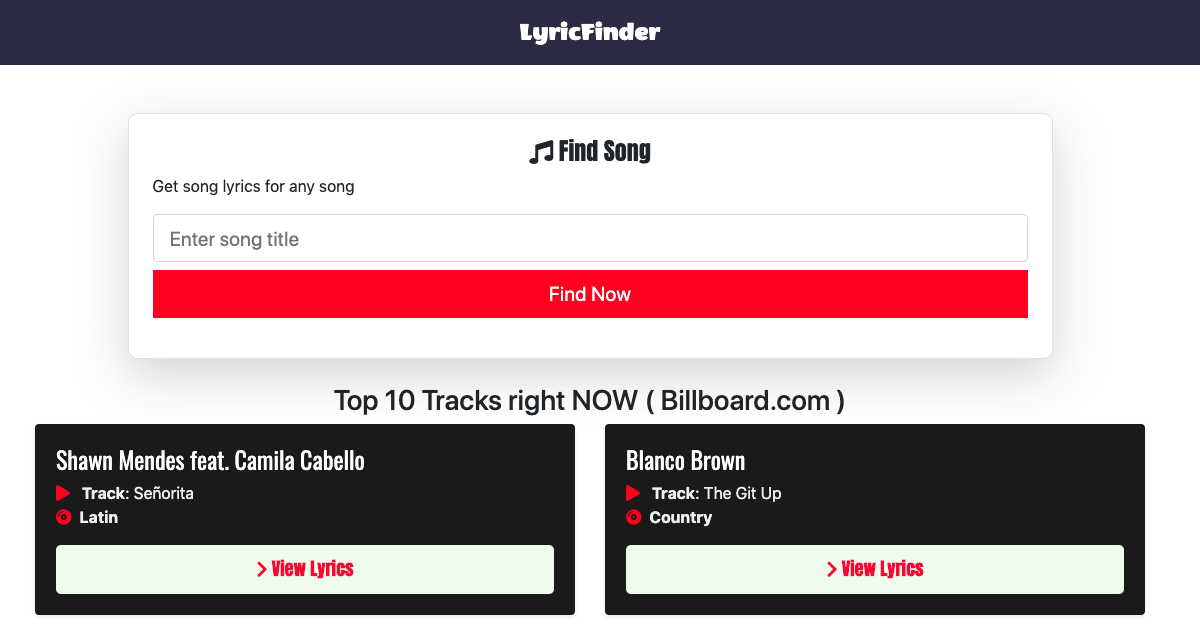 LyricFinder
Find Song
Get song lyrics for any song
Enter song title
Find Now
Top 10 Tracks right NOW ( Billboard.com )
Shawn Mendes feat. Camila Cabello
Track: Señorita
Latin
View Lyrics
Blanco Brown
Track: The Git Up
Country
View Lyrics